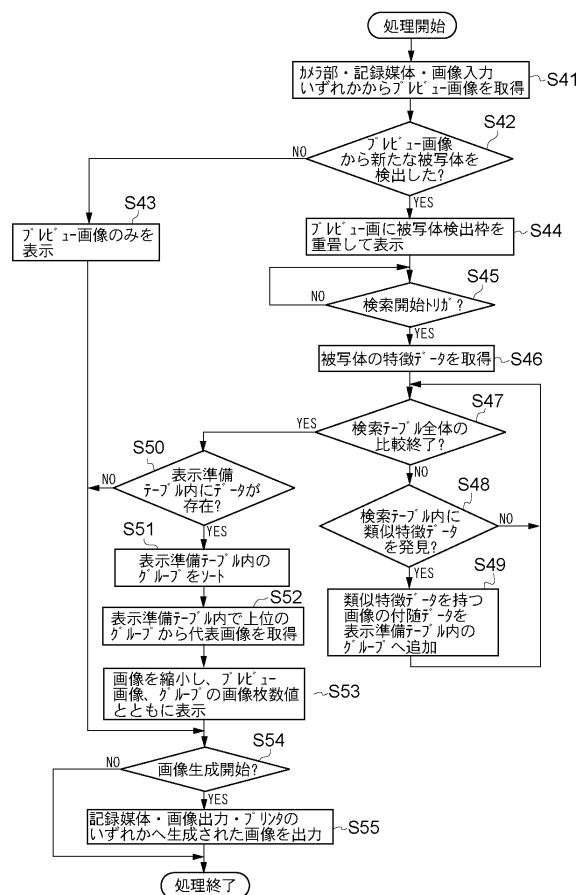 処理開始
カメラ部・記録媒体・画像入力
いずれかからプレビュー画像を取得
S41
プレビュー画像
から新たな被写体を
検出した?
S42
NO
YES
S43
プレビュー画像のみを
表示
プレビュー画に被写体検出枠を
重畳して表示
S44
S45
検索開始トリガ?
NO
YES
被写体の特徴データを取得
S46
S47
検索テーブル全体の
比較終了?
YES
NO
S50
表示準備
テーブル内にデータが
存在?
NO
YES
S48
検索テーブル内に
類似特徴データ
を発見?
NO
YES
S51
表示準備テーブル内の
グループをソート
S49
類似特徴データを持つ
画像の付随データを
表示準備テーブル内の
グループへ追加
S52
表示準備テーブル内で上位の
グループから代表画像を取得
画像を縮小し、プレビュー
画像、グループの画像枚数値
とともに表示
S53
S54
画像生成開始?
NO
YES
記録媒体・画像出力・プリンタの
いずれかへ生成された画像を出力
S55
処理終了